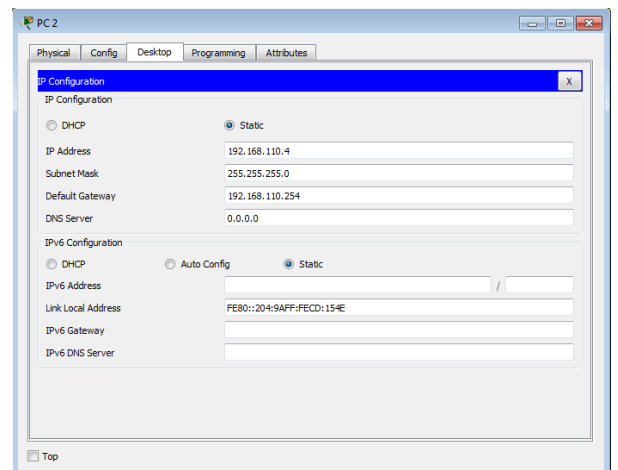 PC 2
Physical Config Desktop Programming Attributes
IP Configuration X
IP Configuration
DHCP Static
IP Address 192.168.110.4
Subnet Mask 255.255.255.0
Default Gateway 192.168.110.254
DNS Server 0.0.0.0
IPv6 Configuration
DHCP Auto Config Static
IPv6 Address /
Link Local Address FE80::204:9AFF:FECD:154E
IPv6 Gateway
IPv6 DNS Server
Top